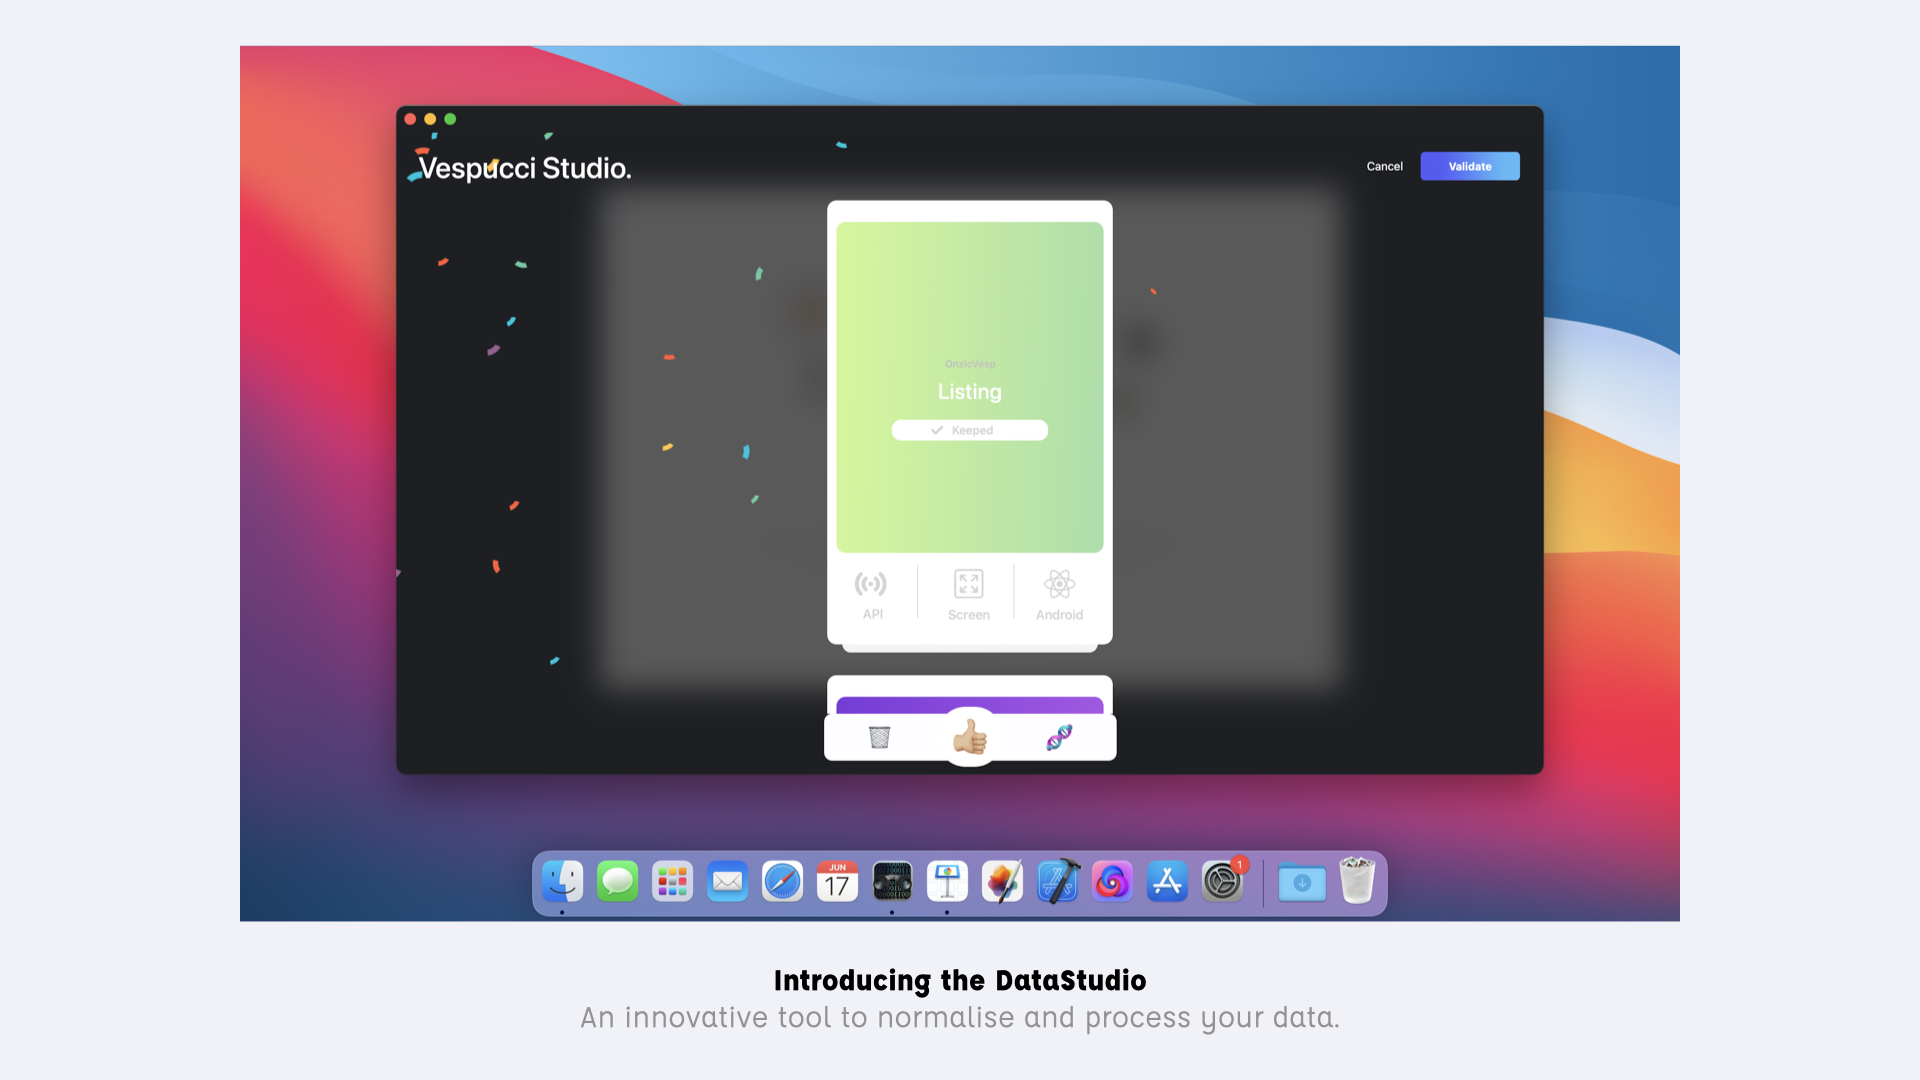 Vespucci Studio.
Cancel
Validate
OnzicVesp
Listing
Keeped
API
Screen
Android
JUN
17
1
Introducing the DataStudio
An innovative tool to normalise and process your data.